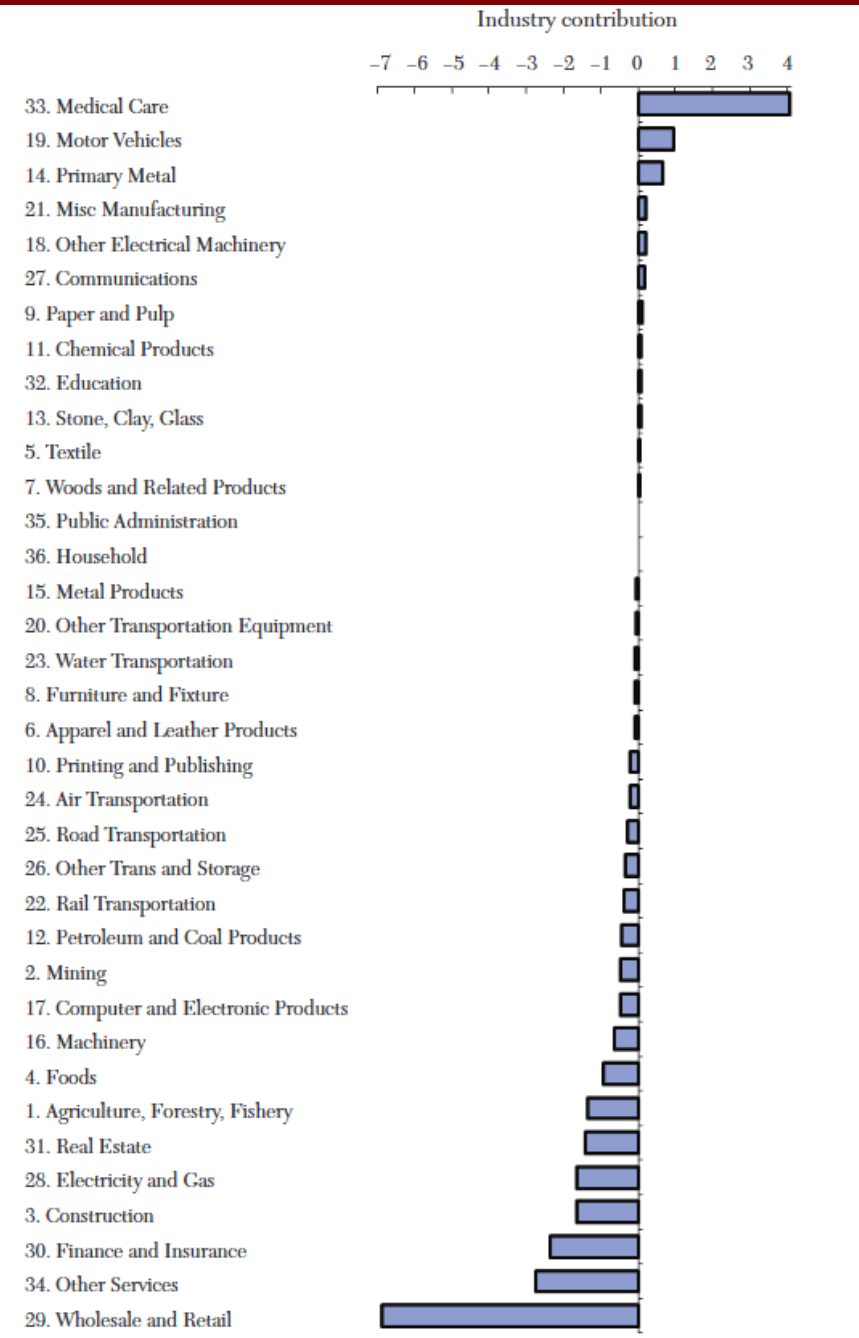 Industry contribution
–7 –6 –5 –4 –3 –2 –1 0 1 2 3 4
33. Medical Care
19. Motor Vehicles
14. Primary Metal
21. Misc Manufacturing
18. Other Electrical Machinery
27. Communications
9. Paper and Pulp
11. Chemical Products
32. Education
13. Stone, Clay, Glass
5. Textile
7. Woods and Related Products
35. Public Administration
36. Household
15. Metal Products
20. Other Transportation Equipment
23. Water Transportation
8. Furniture and Fixture
6. Apparel and Leather Products
10. Printing and Publishing
24. Air Transportation
25. Road Transportation
26. Other Trans and Storage
22. Rail Transportation
12. Petroleum and Coal Products
2. Mining
17. Computer and Electronic Products
16. Machinery
4. Foods
1. Agriculture, Forestry, Fishery
31. Real Estate
28. Electricity and Gas
3. Construction
30. Finance and Insurance
34. Other Services
29. Wholesale and Retail